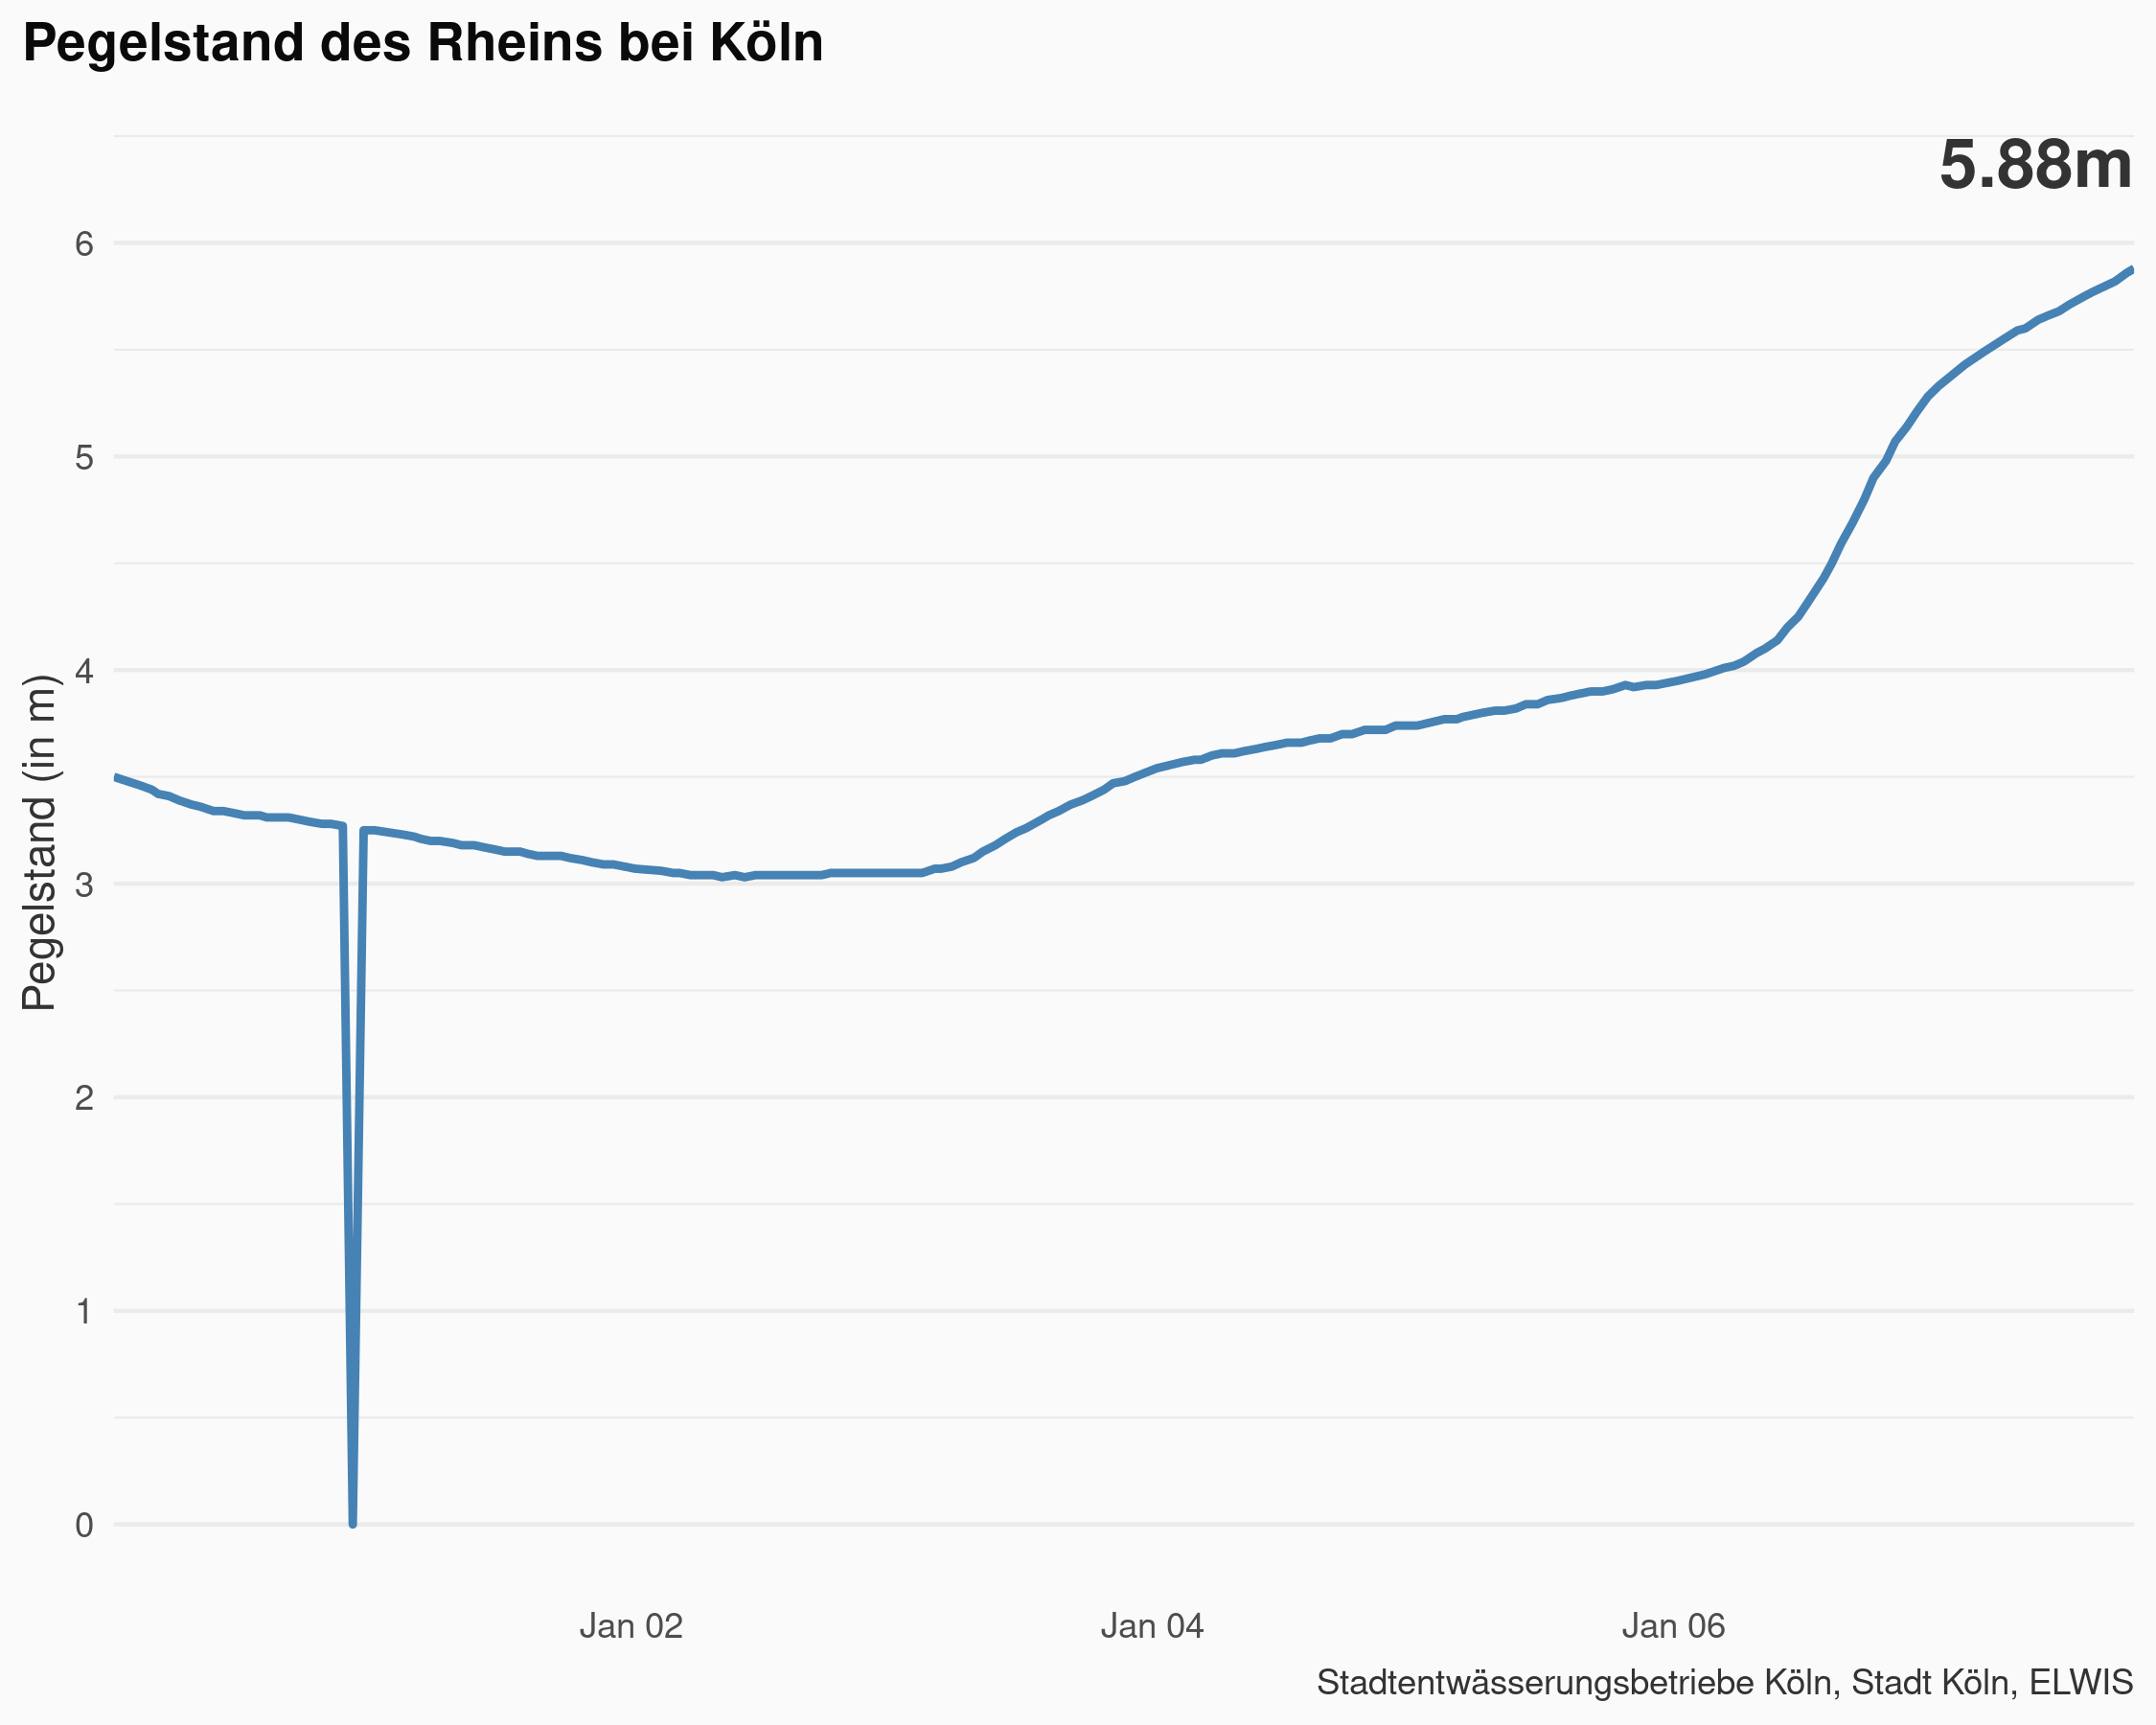 Pegelstand des Rheins bei Köln
5.88m
Pegelstand (in m)
6
5
4
3
2
1
0
Jan 02
Jan 04
Jan 06
Stadtentwässerungsbetriebe Köln, Stadt Köln, ELWIS